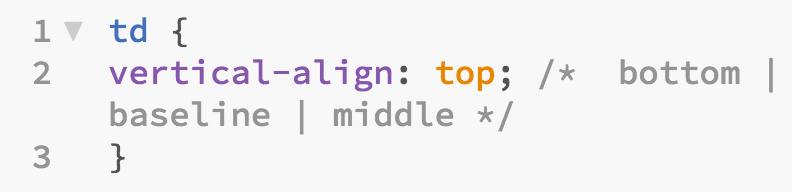 1 ▼ td {
2 vertical-align: top; /*  bottom |
baseline | middle */
3 }